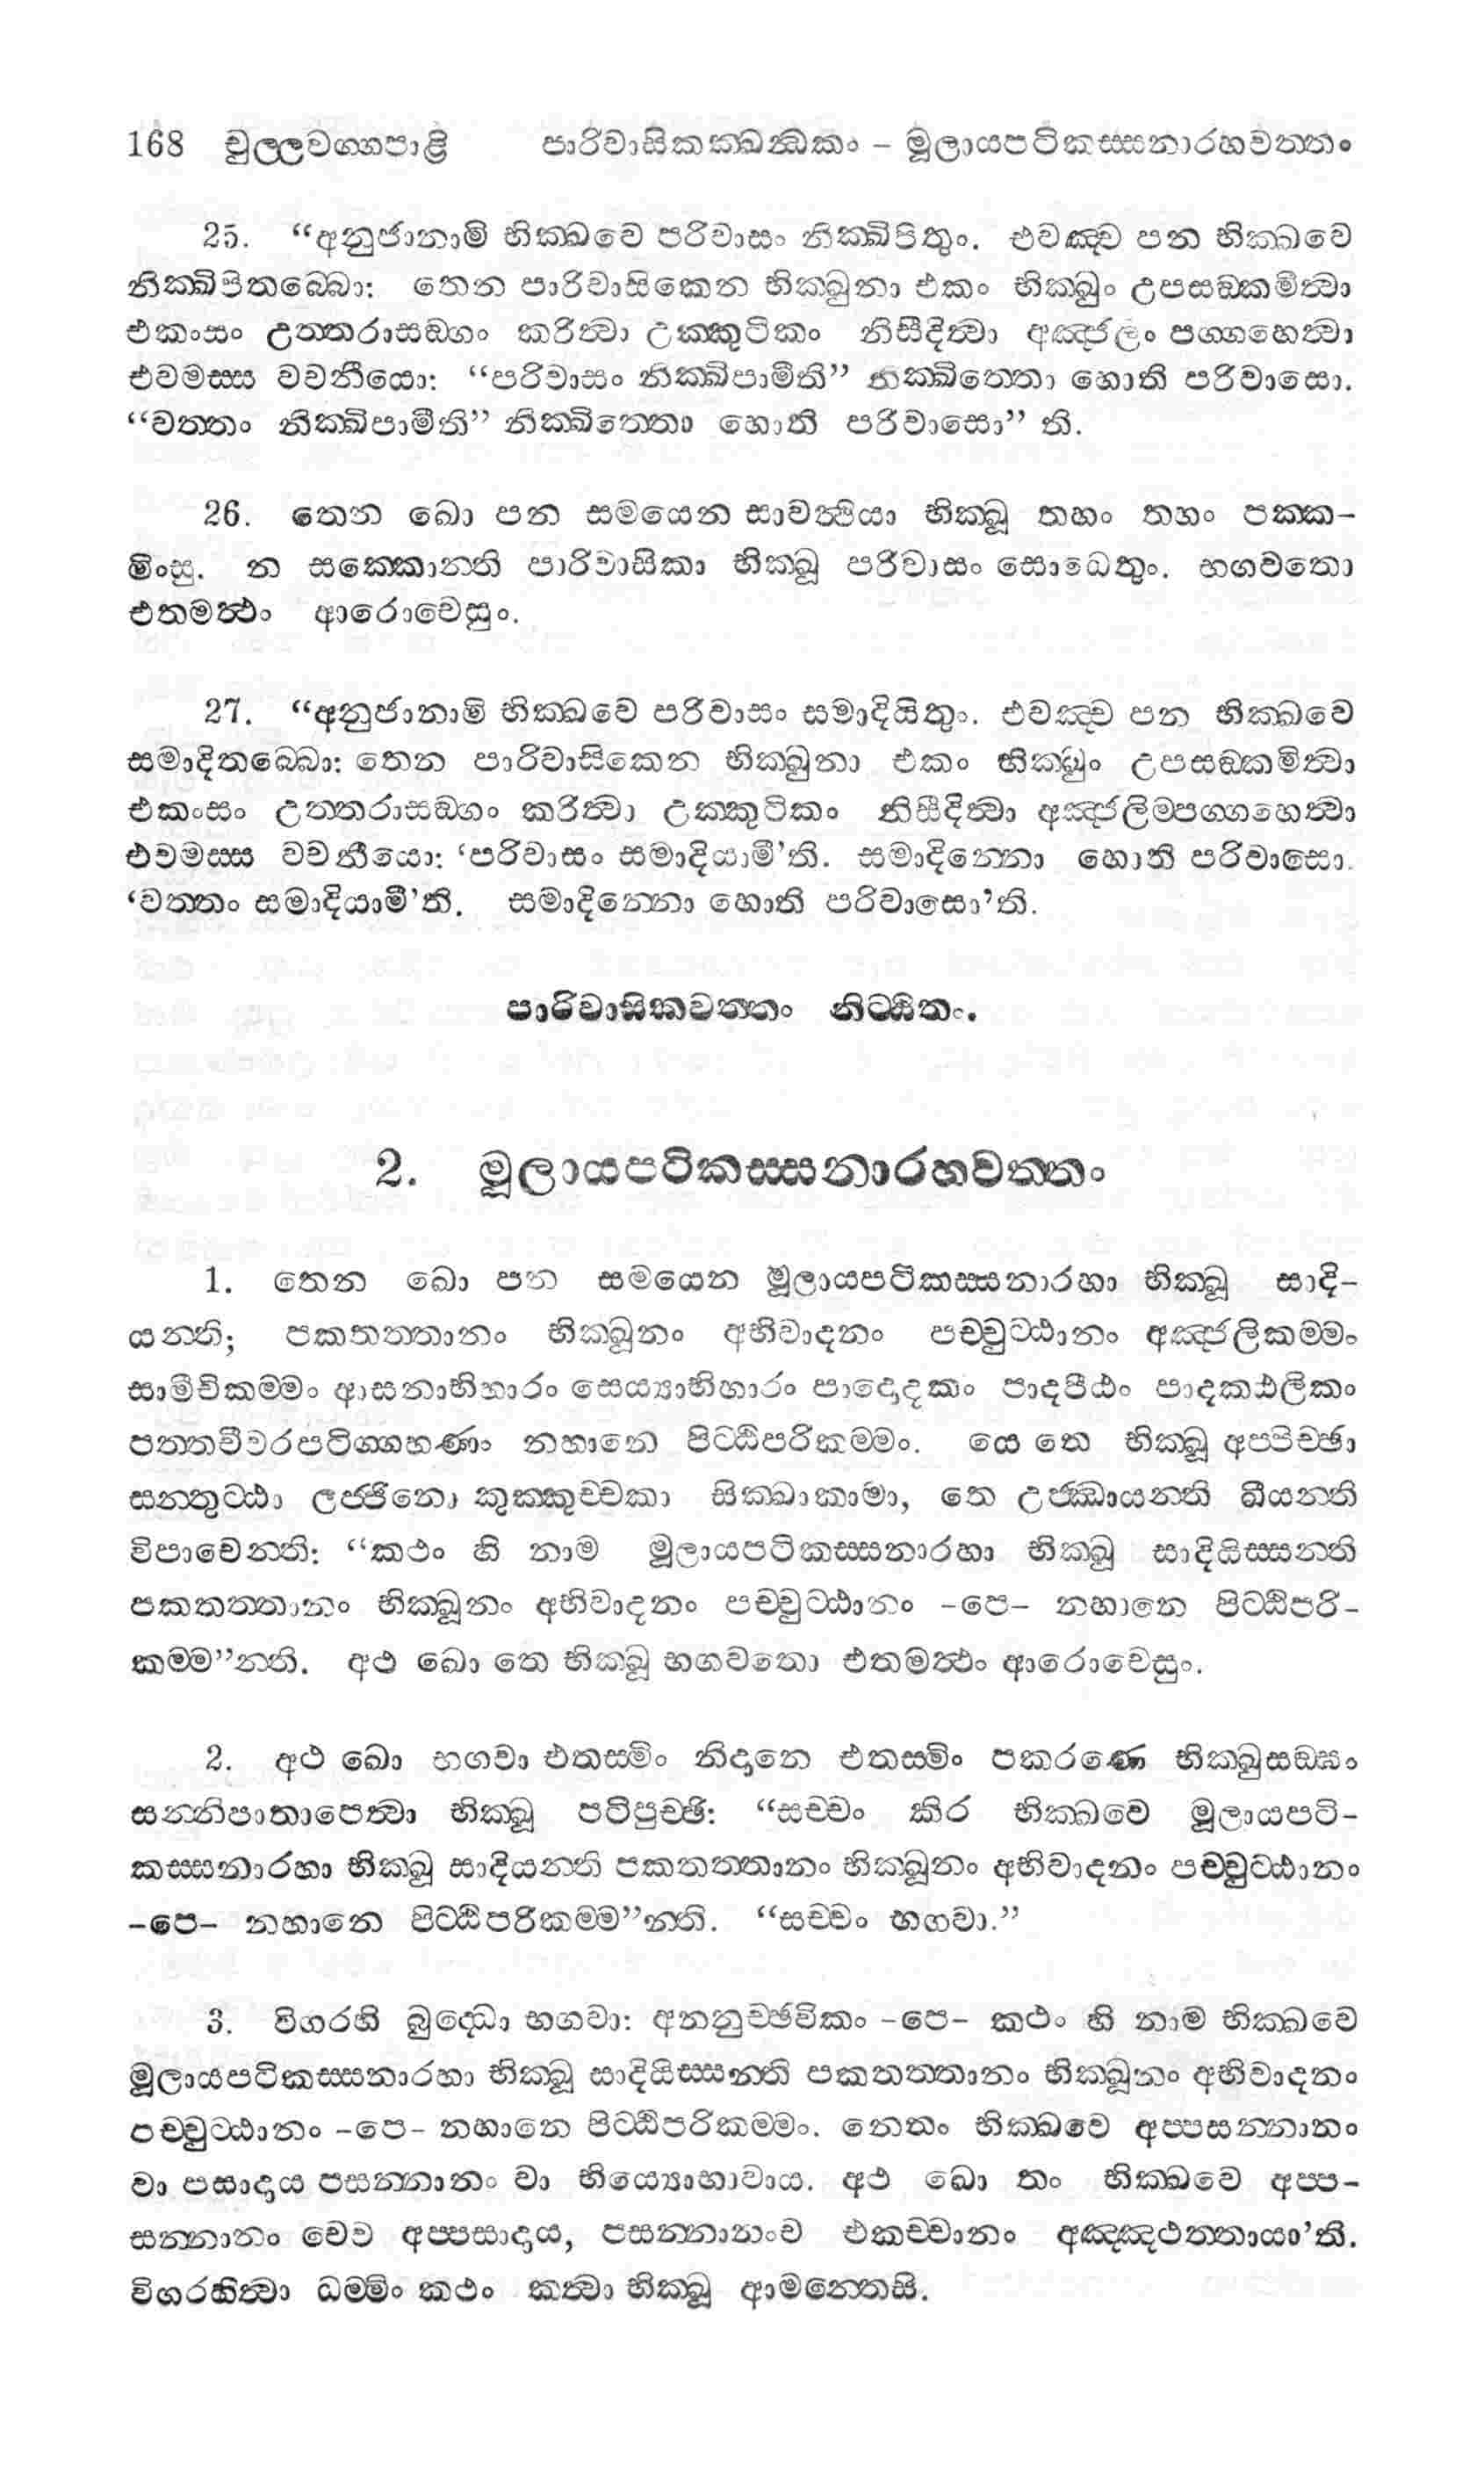 168 චුල්ලවග්ගපාළි පාරිවාසිකක්ඛන්ධකං – මූලායපටිකස්සනාරහවත්තං
25. “අනුජානාමි භික්ඛවෙ පරිවාසං නික්ඛිපිතුං. එවඤ්ච පන භික්ඛවෙ
නික්ඛිපිතබ්බො: තෙන පාරිවාසිකෙන භික්ඛුනා එකං භික්ඛුං උපසඞ්කමිත්වා
එකංසං උත්තරාසඞ්ගං කරිත්වා උක්කුටිකං නිසීදිත්වා අඤ්ජලං පග්ගහෙත්වා
එවමස්ස වචනීයො: “පරිවාසං නික්ඛිපාමීති” නක්ඛිත්තො හොති පරිවාසො.
“වත්තං නික්ඛිපාමීති” නික්ඛිත්තො හොති පරිවාසො” ති.
26. තෙන ඛො පන සමයෙන සාවත්ථියා භික්ඛූ තහං තහං පක්ක-
මිංසු. න සක්කොන්ති පාරිවාසිකා භික්ඛූ පරිවාසං සොධෙතුං. භගවතො
එතමත්ථං ආරොචෙසුං.
27. “අනුජානාමි භික්ඛවෙ පරිවාසං සමාදියිතුං. එවඤ්ච පන භික්ඛවෙ
සමාදිතබ්බො: තෙන පාරිවාසිකෙන භික්ඛුනා එකං භික්ඛුං උපසඞ්කමිත්වා
එකංසං උත්තරාසඞ්ගං කරිත්වා උක්කුටිකං නිසීදිත්වා අඤ්ජලිම්පග්ගහෙත්වා
එවමස්ස වචනීයො: ‘පරිවාසං සමාදියාමී’ති. සමාදින්නො හොති පරිවාසො.
‘වත්තං සමාදියාමී’ති. සමාදින්නො හොති පරිවාසො’ති.
පාරිවාසිකවත්තං නිට්ඨිතං.
2. මූලායපටිකස්සනාරහවත්තං
1. තෙන ඛො පන සමයෙන මූලායපටිකස්සනාරහා භික්ඛූ සාදි-
යන්ති; පකතත්තානං භික්ඛූනං අභිවාදනං පච්චුට්ඨානං අඤ්ජලිකම්මං
සාමීචිකම්මං ආසනාභිහාරං සෙය්‍යාභිහාරං පාදොදකං පාදපීඨං පාදකඨලිකං
පත්තචීවරපටිග්ගහණං නහානෙ පිට්ඨිපරිකම්මං. යෙ තෙ භික්ඛූ අප්පිච්ඡා
සන්තුට්ඨා ලජ්ජිනො කුක්කුච්චකා සික්ඛාකාමා, තෙ උජ්ඣායන්ති ඛීයන්ති
විපාචෙන්ති: “කථං හි නාම මූලායපටිකස්සනාරහා භික්ඛූ සාදියිස්සන්ති
පකතත්තානං භික්ඛූනං අභිවාදනං පච්චුට්ඨානං -පෙ- නහානෙ පිට්ඨිපරි-
කම්ම”න්ති. අථ ඛො තෙ භික්ඛූ භගවතො එතමත්ථං ආරොචෙසුං.
2. අථ ඛො භගවා එතස්මිං නිදානෙ එතස්මිං පකරණෙ භික්ඛුසඞ්ඝං
සන්නිපාතාපෙත්වා භික්ඛූ පටිපුච්ඡි: “සච්චං කිර භික්ඛවෙ මූලායපටි-
කස්සනාරහා භික්ඛූ සාදියන්ති පකතත්තානං භික්ඛූනං අභිවාදනං පච්චුට්ඨානං
-පෙ- නහානෙ පිට්ඨිපරිකම්ම”න්ති. “සච්චං භගවා.”
3. විගරහි බුද්ධො භගවා: අනනුච්ඡවිකං -පෙ- කථං හි නාම භික්ඛවෙ
මූලායපටිකස්සනාරහා භික්ඛූ සාදියිස්සන්ති පකතත්තානං භික්ඛූනං අභිවාදනං
පච්චුට්ඨානං -පෙ- නහානෙ පිට්ඨිපරිකම්මං. නෙතං භික්ඛවෙ අප්පසන්නානං
වා පසාදාය පසන්නානං වා භිය්‍යොභාවාය. අථ ඛො තං භික්ඛවෙ අප්ප-
සන්නානං චෙව අප්පසාදාය, පසන්නානංච එකච්චානං අඤ්ඤථත්තායා’ති.
විගරහිත්වා ධම්මිං කථං කත්වා භික්ඛූ ආමන්තෙසි.